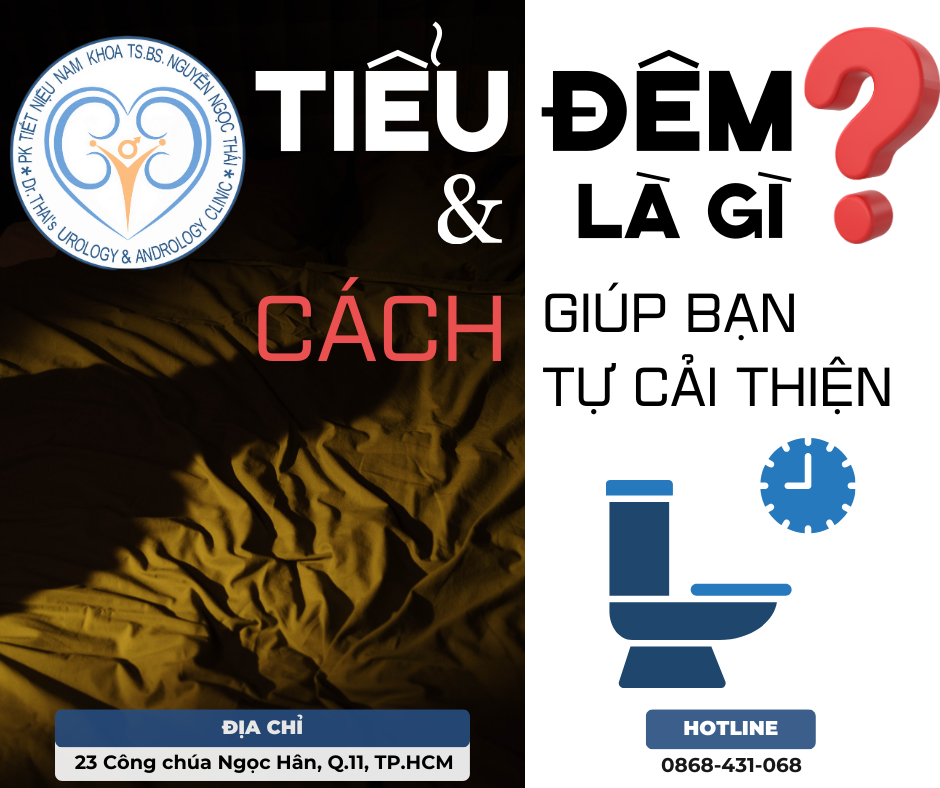 PK TIẾT NIỆU NAM KHOA TS.BS. NGUYỄN NGỌC THÁI
* Dr.THAI's UROLOGY & ANDROLOGY CLINIC *
TIỂU ĐÊM
& LÀ GÌ ?
CÁCH GIÚP BẠN
TỰ CẢI THIỆN
ĐỊA CHỈ
23 Công chúa Ngọc Hân, Q.11, TP.HCM
HOTLINE
0868-431-068